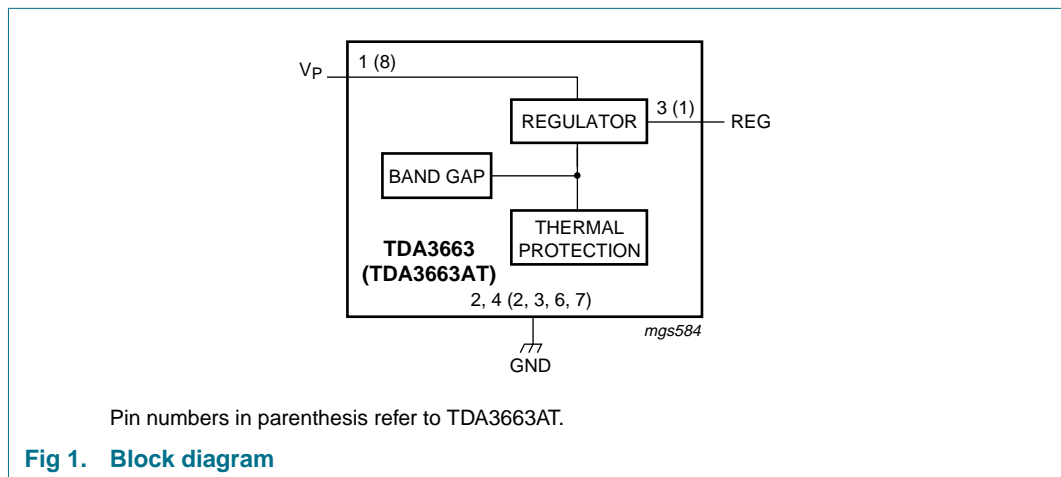 V_P
1 (8)
REGULATOR
3 (1)
REG
BAND GAP
THERMAL
PROTECTION
TDA3663
(TDA3663AT)
2, 4 (2, 3, 6, 7)
mgs584
GND
Pin numbers in parenthesis refer to TDA3663AT.
Fig 1. Block diagram